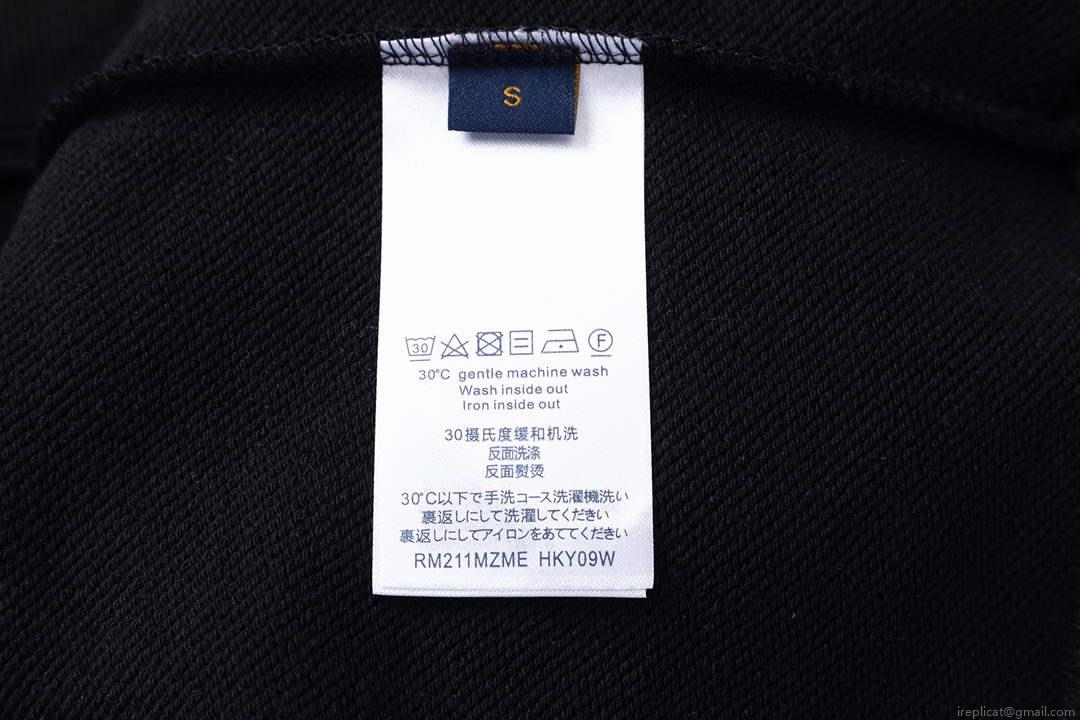 S
30
F
30°C gentle machine wash
Wash inside out
Iron inside out
30摄氏度缓和机洗
反面洗涤
反面熨烫
30℃以下で手洗コース洗濯機洗い
裏返しにして洗濯してください
裏返しにしてアイロンをあててください
RM211MZME HKY09W
ireplicat@gmail.com